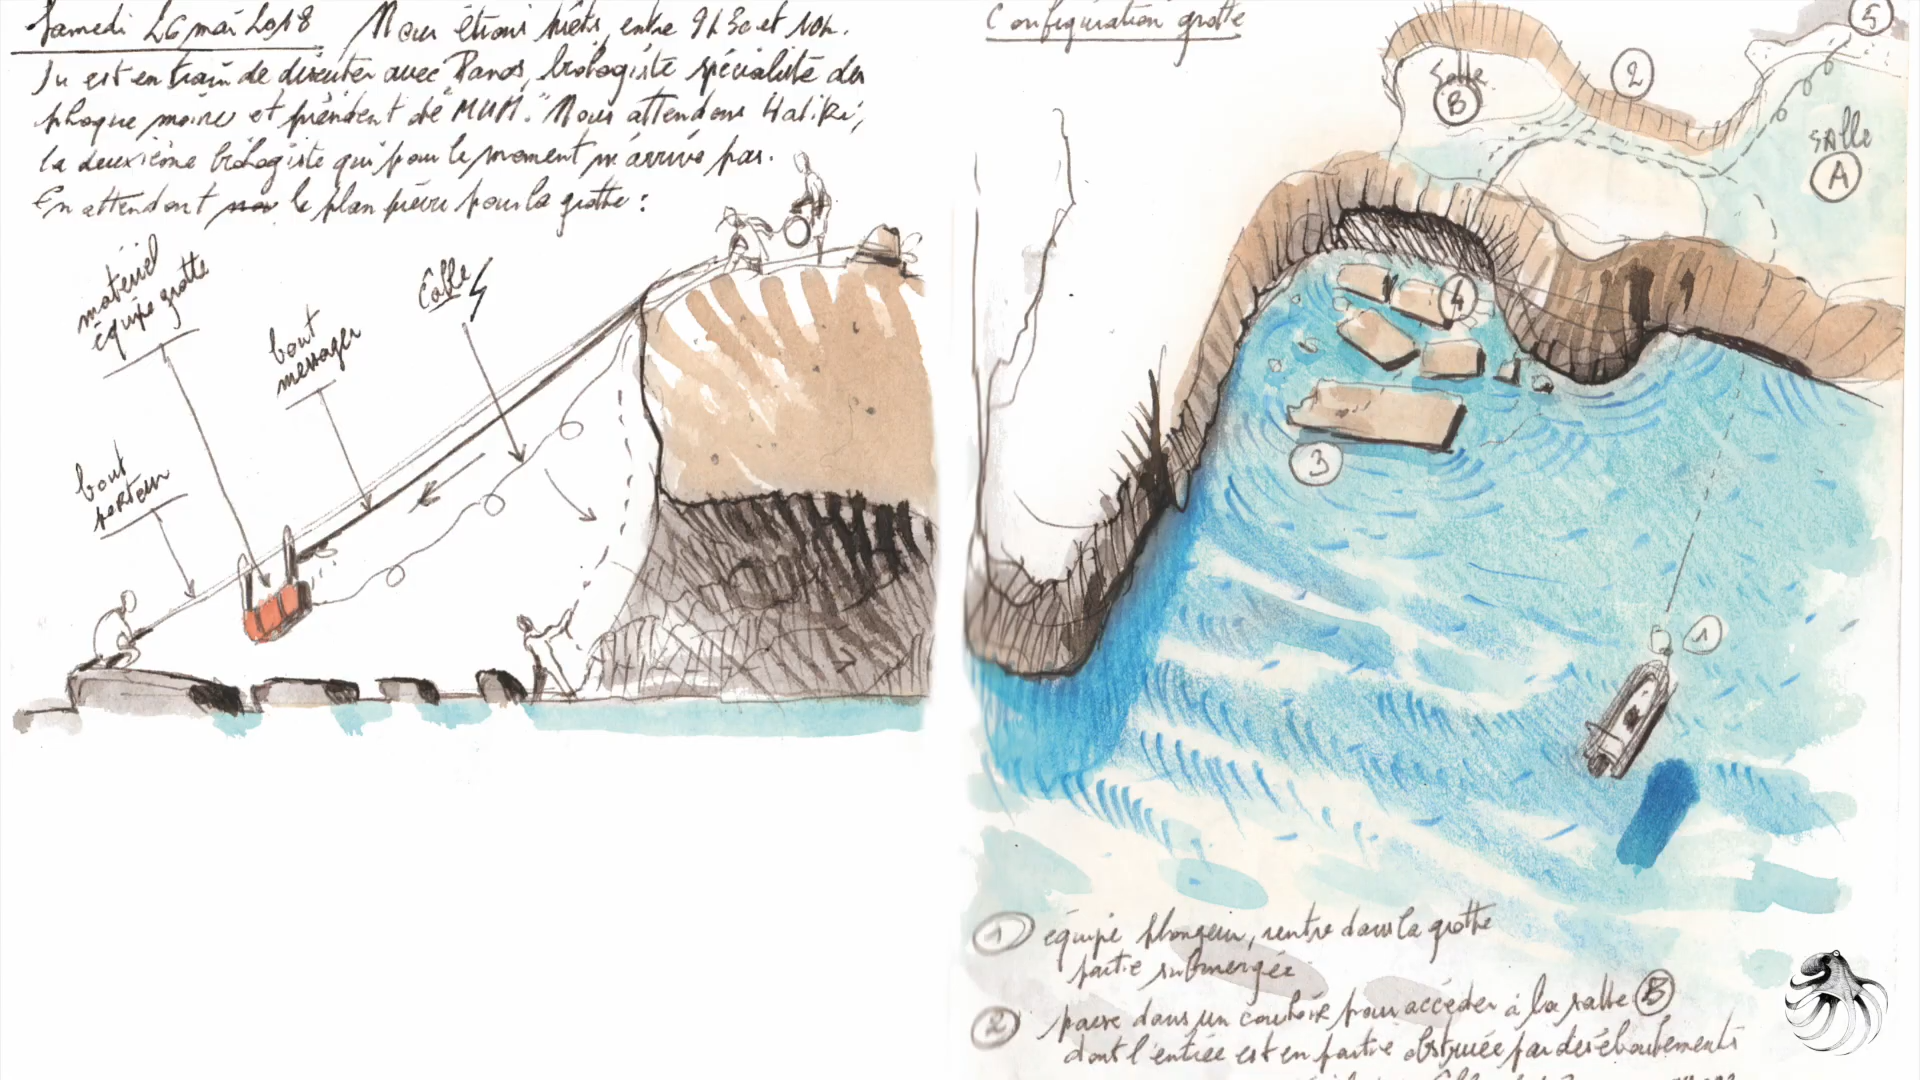 Samedi 26 mai 2018 Nous étions prêts, entre 9h30 et 10h.
Ju est en train de discuter avec Panos, biologiste spécialiste du
phoque moine et président de "MOM." Nous attendons Haliki,
la deuxième biologiste qui pour le moment n'arrive pas.
En attendant le plan prévu pour la grotte :
matériel
équipe grotte
bout
messager
Câble
bout
porteur
Configuration grotte
Salle
B
2
5
SALLE
A
4
3
1
1 équipe plongeur, rentre dans la grotte
partie submergée
2 passe dans un couloir pour accéder à la salle B
dont l'entrée est en partie obstruée par des éboulements